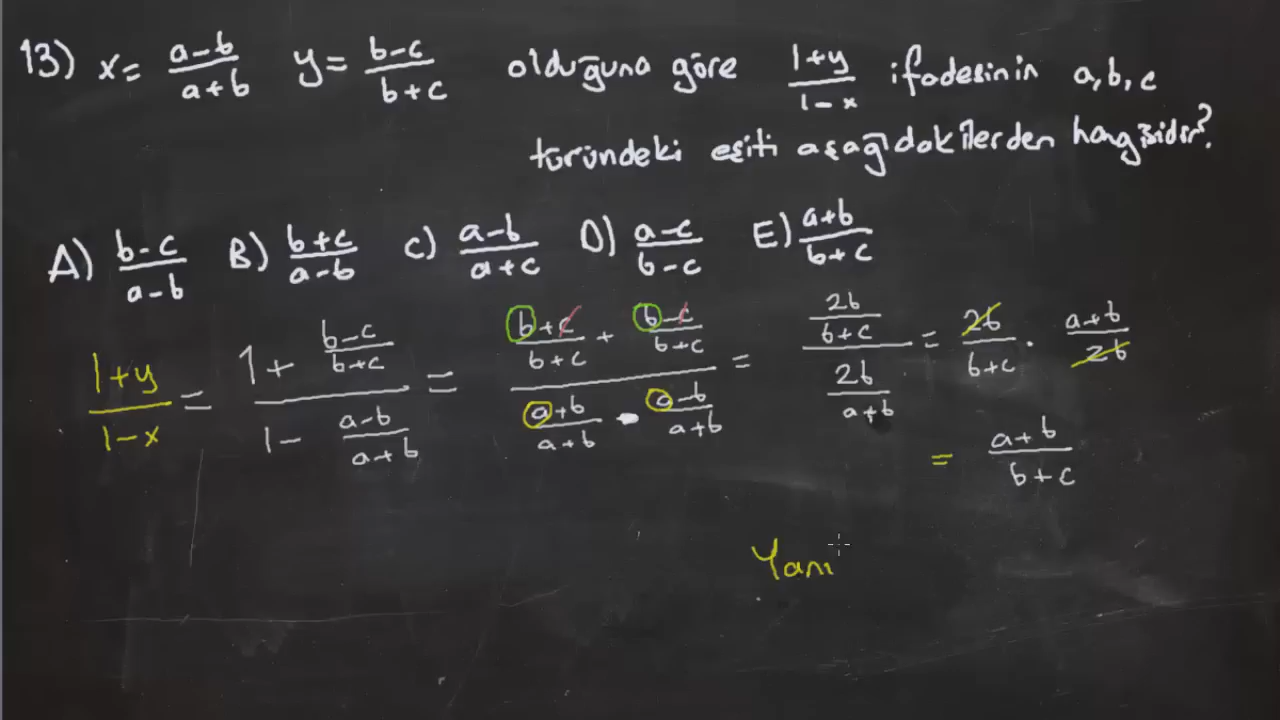 13) x = (a-b)/(a+b) y = (b-c)/(b+c) olduğuna göre (1+y)/(1-x) ifadesinin a, b, c
türündeki eşiti aşağıdakilerden hangisidir?
A) (b-c)/(a-b) B) (b+c)/(a-b) C) (a-b)/(a+c) D) (a-c)/(b-c) E) (a+b)/(b+c)
(1+y)/(1-x) = (1 + (b-c)/(b+c))/(1 - (a-b)/(a+b)) = ((b+c)/(b+c) + (b-c)/(b+c))/((a+b)/(a+b) - (a-b)/(a+b)) = (2b/(b+c))/(2b/(a+b)) = 2b/(b+c) · (a+b)/2b
= (a+b)/(b+c)
Yanı